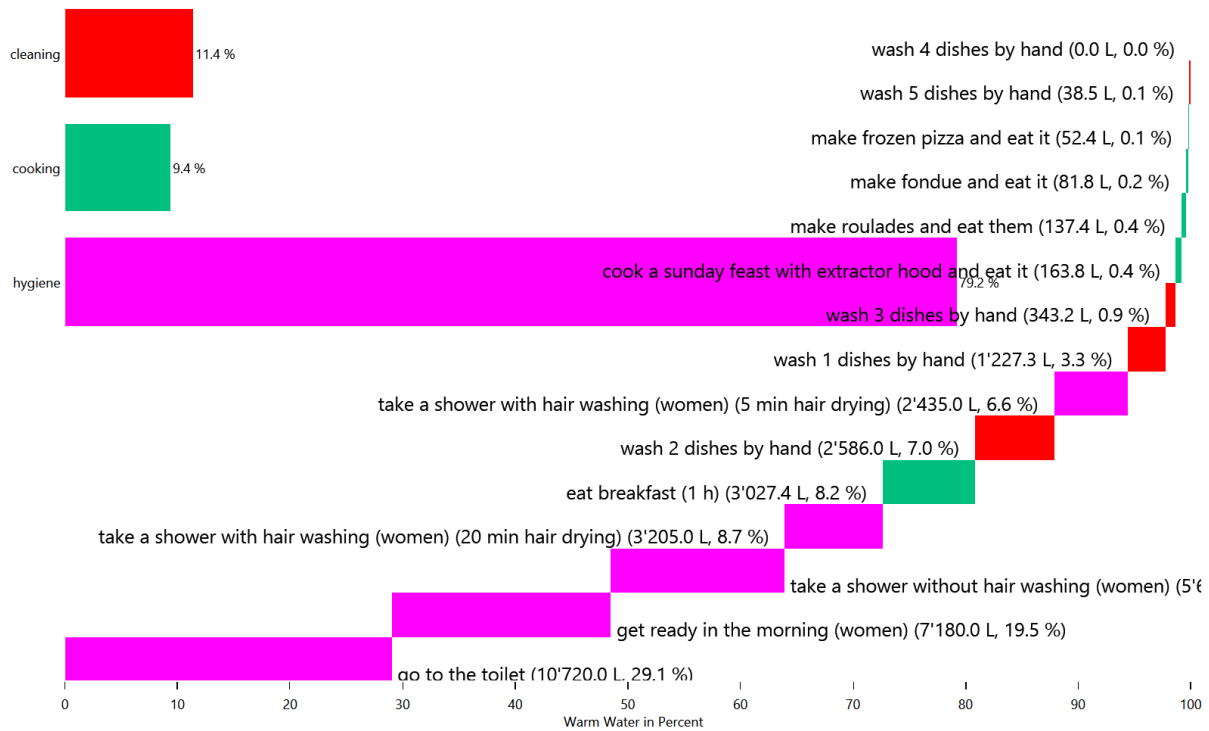 wash 4 dishes by hand (0.0 L, 0.0 %)
cleaning
11.4 %
wash 5 dishes by hand (38.5 L, 0.1 %)
make frozen pizza and eat it (52.4 L, 0.1 %)
cooking
9.4 %
make fondue and eat it (81.8 L, 0.2 %)
make roulades and eat them (137.4 L, 0.4 %)
cook a sunday feast with extractor hood and eat it (163.8 L, 0.4 %)
hygiene
79.2 %
wash 3 dishes by hand (343.2 L, 0.9 %)
wash 1 dishes by hand (1'227.3 L, 3.3 %)
take a shower with hair washing (women) (5 min hair drying) (2'435.0 L, 6.6 %)
wash 2 dishes by hand (2'586.0 L, 7.0 %)
eat breakfast (1 h) (3'027.4 L, 8.2 %)
take a shower with hair washing (women) (20 min hair drying) (3'205.0 L, 8.7 %)
take a shower without hair washing (women) (5'6
get ready in the morning (women) (7'180.0 L, 19.5 %)
go to the toilet (10'720.0 L, 29.1 %)
0 10 20 30 40 50 60 70 80 90 100
Warm Water in Percent